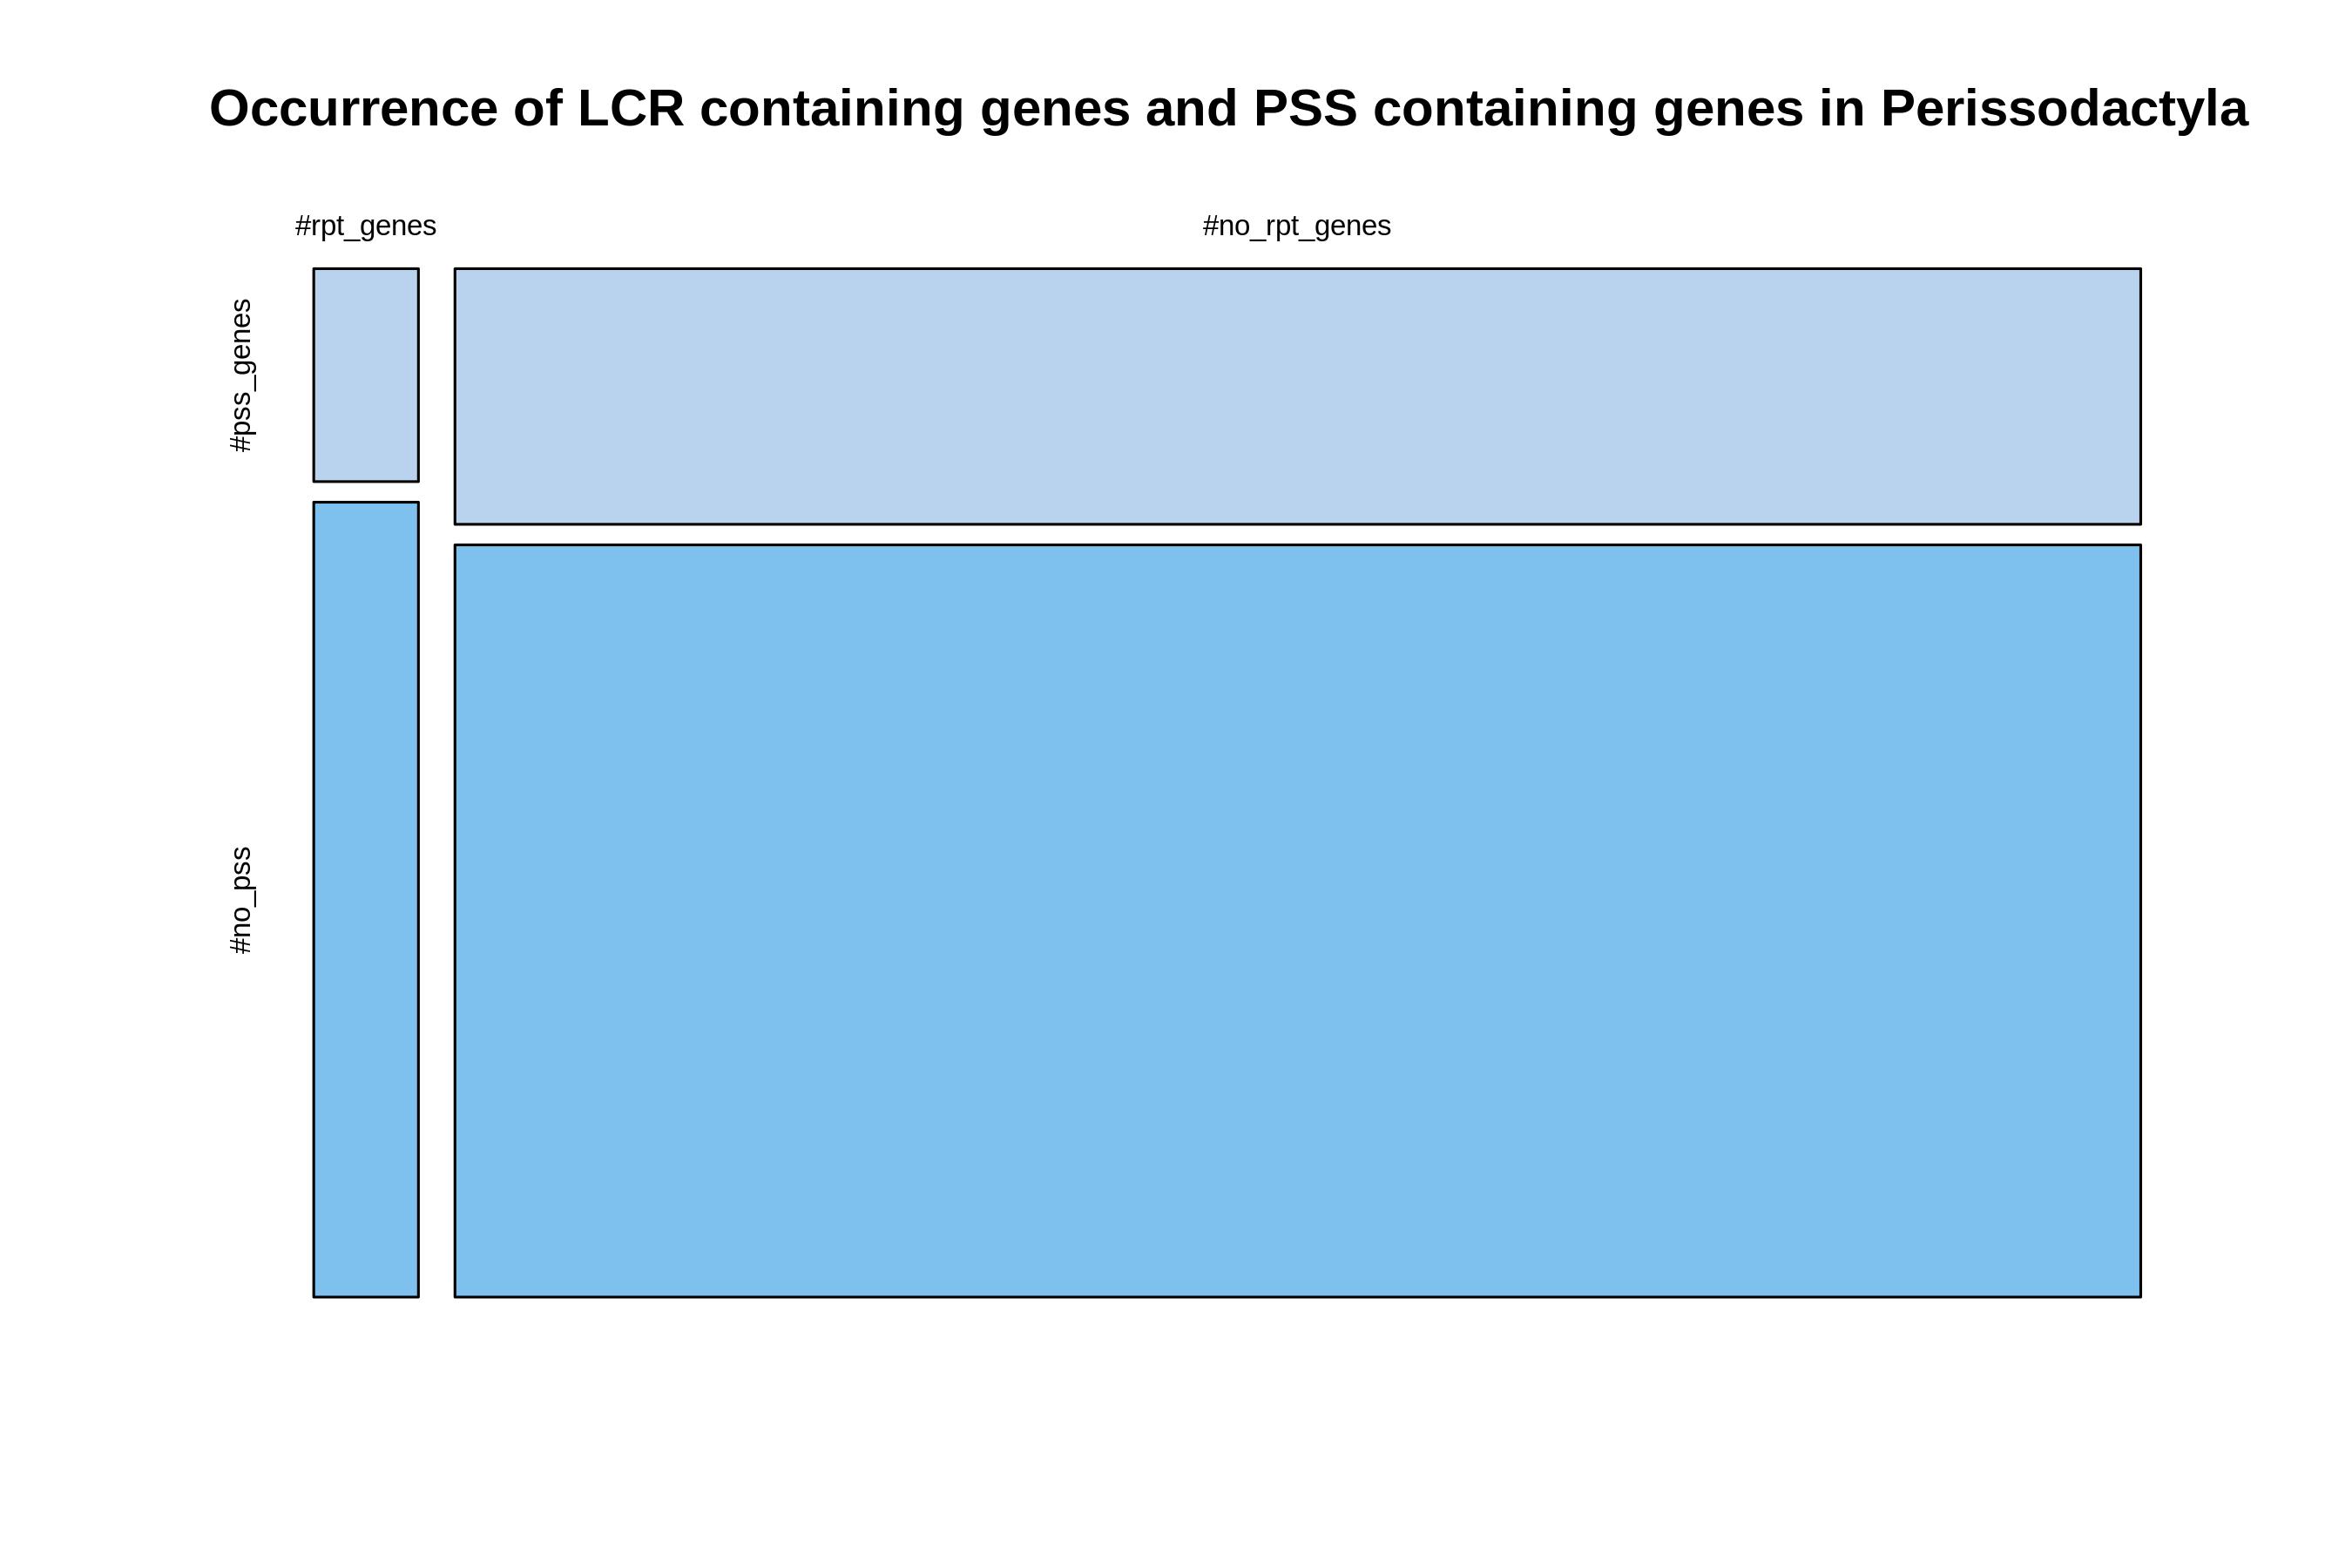 Occurrence of LCR containing genes and PSS containing genes in Perissodactyla
#rpt_genes
#no_rpt_genes
#pss_genes
#no_pss